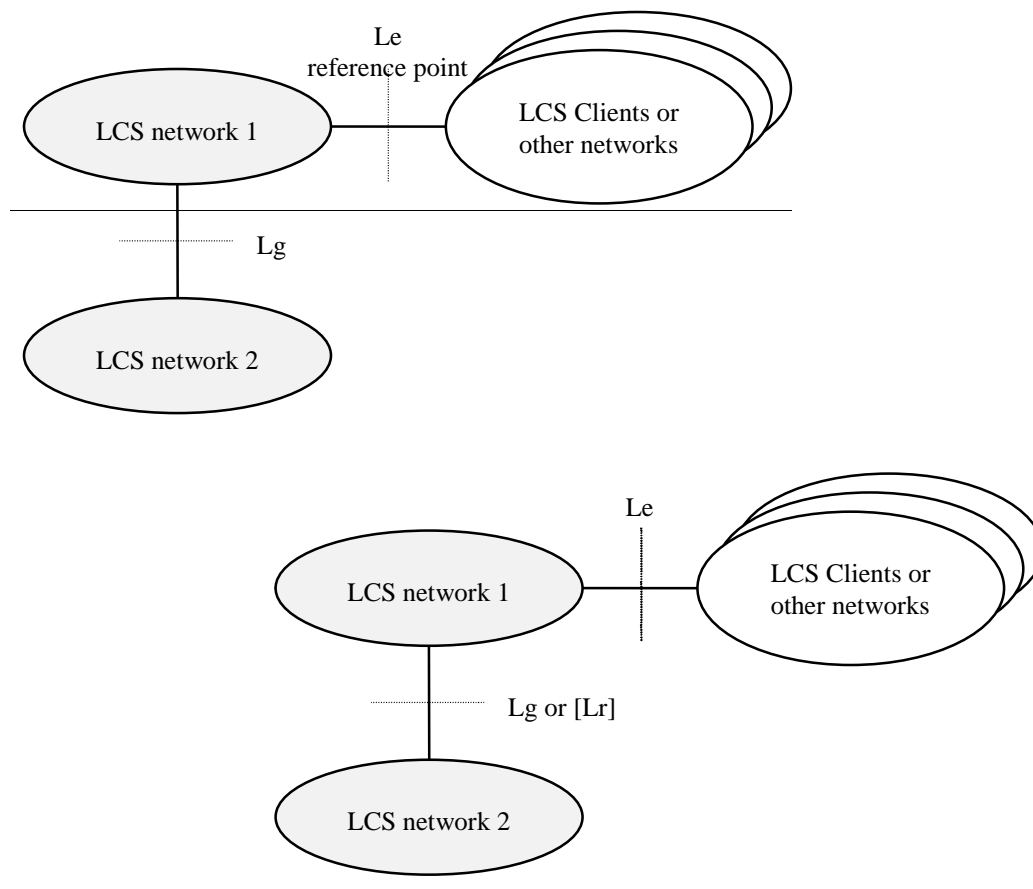 Le
reference point
LCS network 1
LCS Clients or
other networks
Lg
LCS network 2
Le
LCS network 1
LCS Clients or
other networks
Lg or [Lr]
LCS network 2